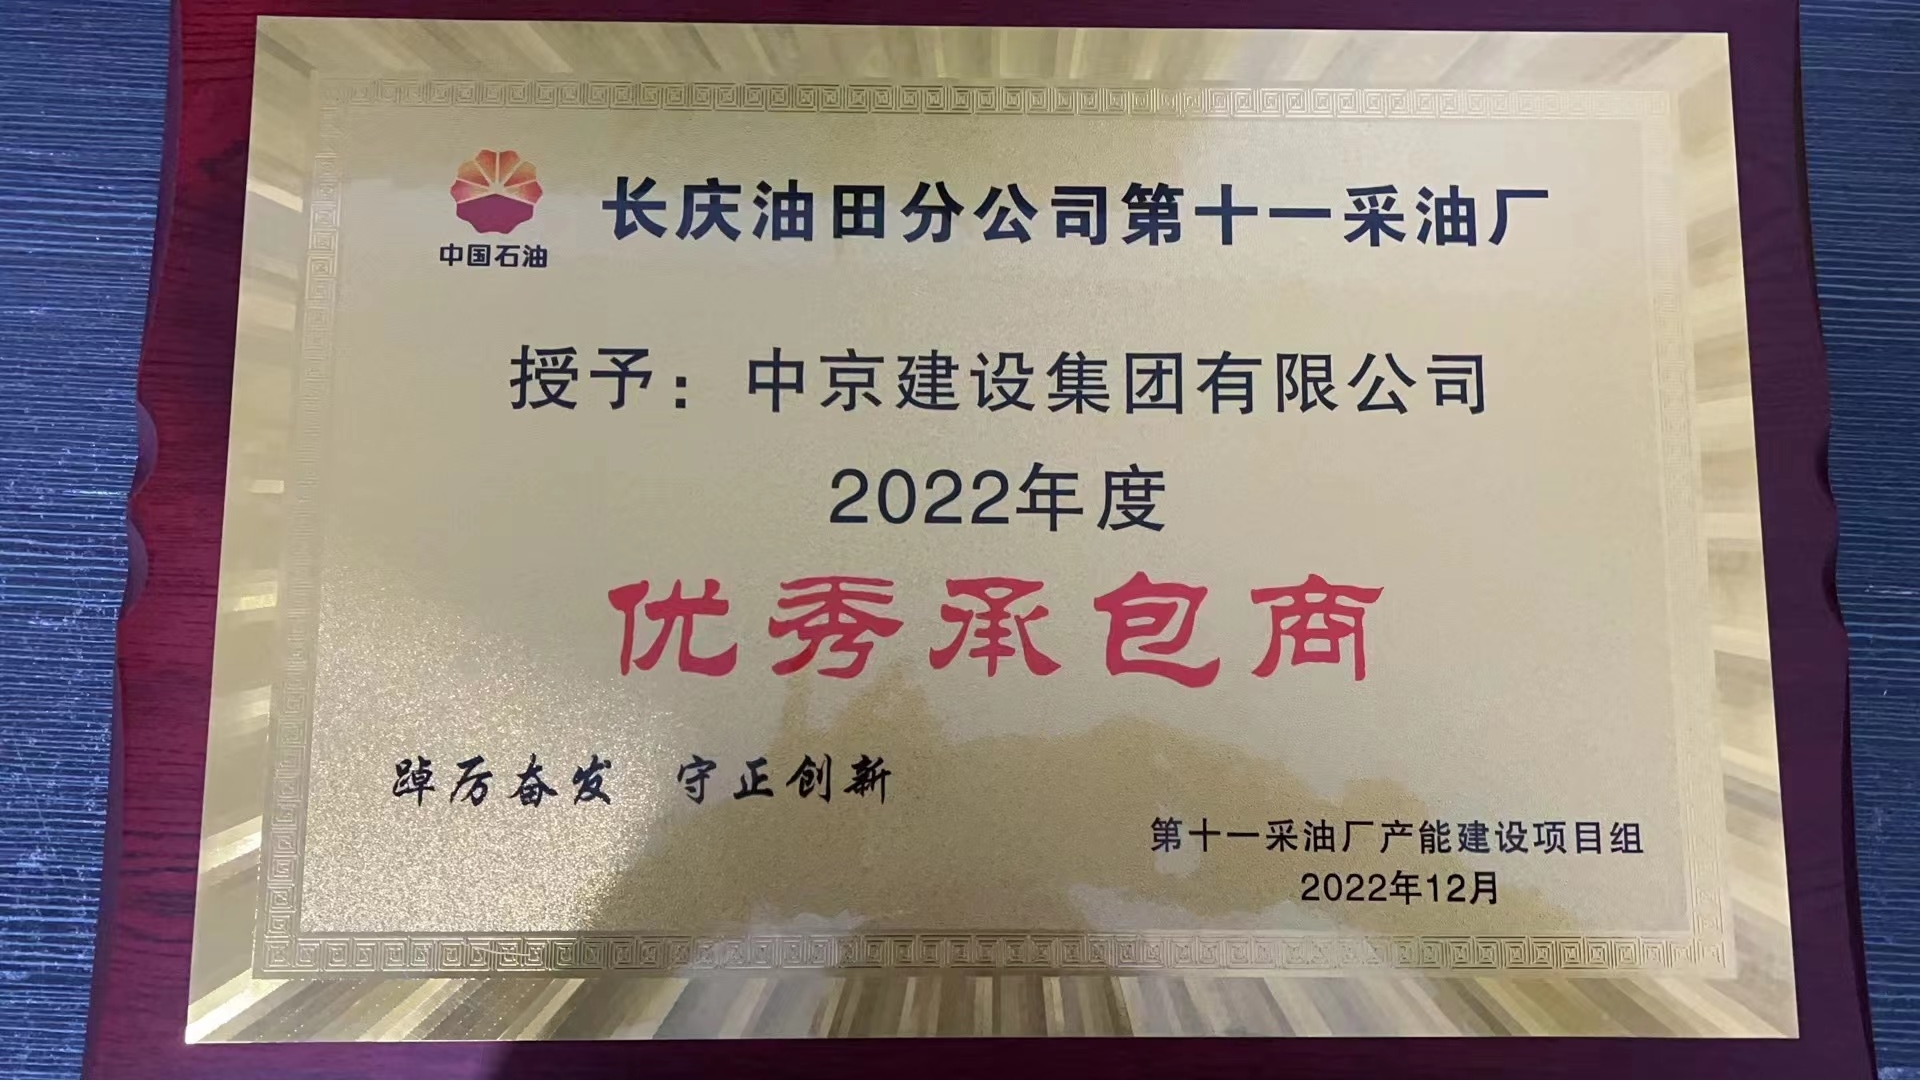 长庆油田分公司第十一采油厂
中国石油
授予：中京建设集团有限公司
2022年度
优秀承包商
踔厉奋发 守正创新
第十一采油厂产能建设项目组
2022年12月